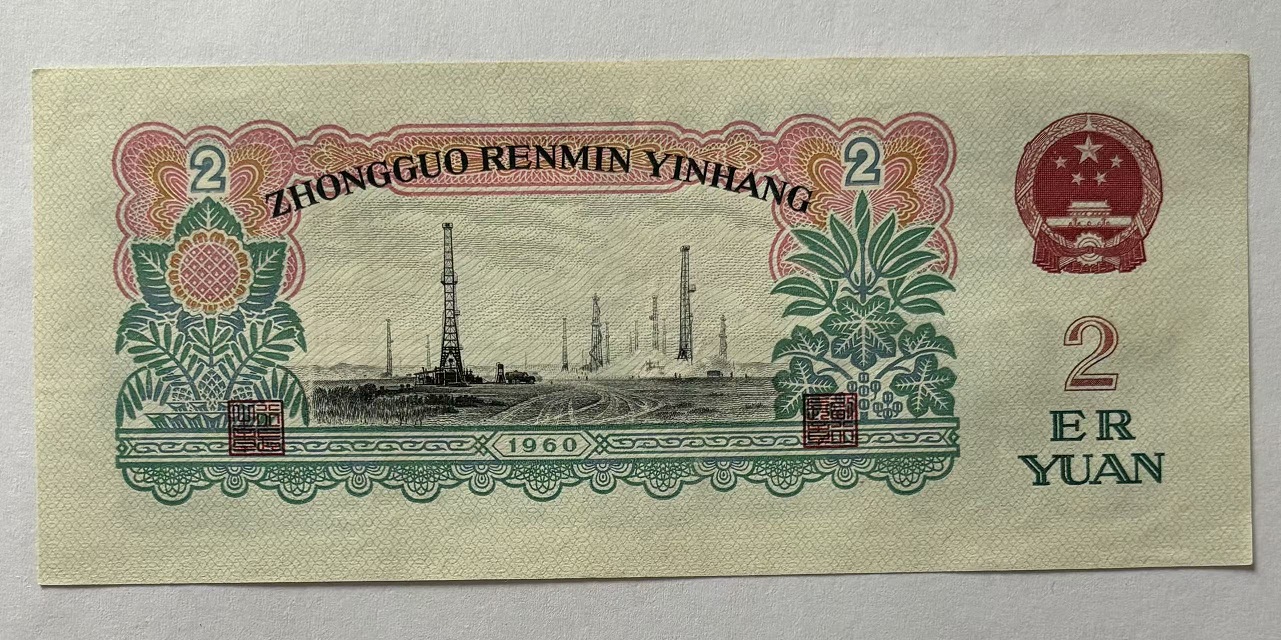 2
2
ZHONGGUO RENMIN YINHANG
1960
2
ER
YUAN